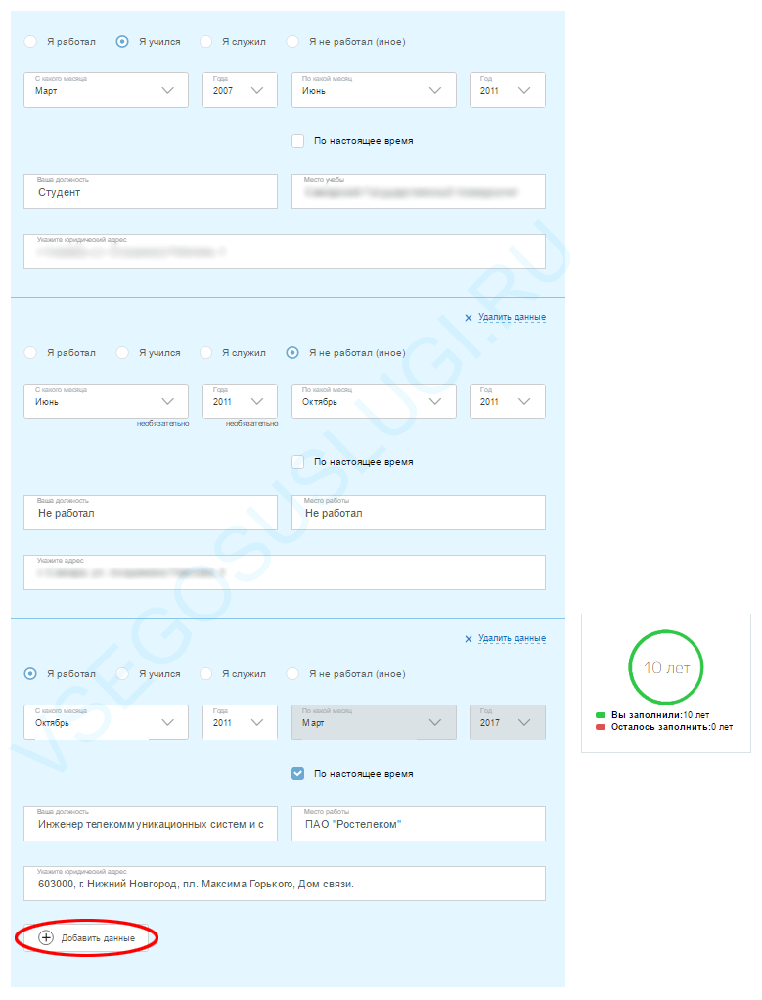 Я работал Я учился Я служил Я не работал (иное)
С какого месяца Года По какой месяц Год
Март 2007 Июнь 2011
По настоящее время
Ваша должность Место учебы
Студент
Укажите юридический адрес
Удалить данные
Я работал Я учился Я служил Я не работал (иное)
С какого месяца Года По какой месяц Год
Июнь 2011 Октябрь 2011
необязательно необязательно
По настоящее время
Ваша должность Место работы
Не работал Не работал
Укажите адрес
Удалить данные
Я работал Я учился Я служил Я не работал (иное)
С какого месяца Года По какой месяц Год
Октябрь 2011 Март 2017
По настоящее время
Ваша должность Место работы
Инженер телекоммуникационных систем и с ПАО "Ростелеком"
Укажите юридический адрес
603000, г. Нижний Новгород, пл. Максима Горького, Дом связи.
Добавить данные
10 лет
Вы заполнили:10 лет
Осталось заполнить:0 лет
VSEGOSUSLUGI.RU